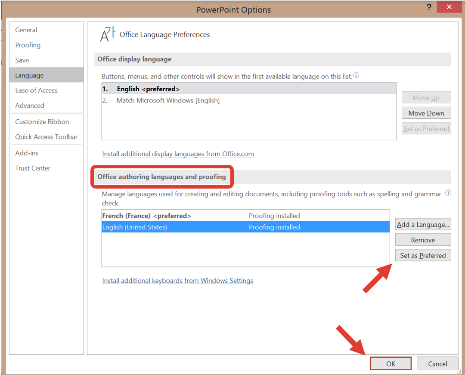 PowerPoint Options
?
General
Proofing
Save
Language
Ease of Access
Advanced
Customize Ribbon
Quick Access Toolbar
Add-ins
Trust Center
Office Language Preferences
Office display language
Buttons, menus, and other controls will show in the first available language on this list.
1. English <preferred>
2. Match Microsoft Windows [English]
Move Up
Move Down
Set as Preferred
Install additional display languages from Office.com
Office authoring languages and proofing
Manage languages used for creating and editing documents, including proofing tools such as spelling and grammar
check.
French (France) <preferred> Proofing installed
English (United States) Proofing installed
Add a Language...
Remove
Set as Preferred
Install additional keyboards from Windows Settings
OK
Cancel